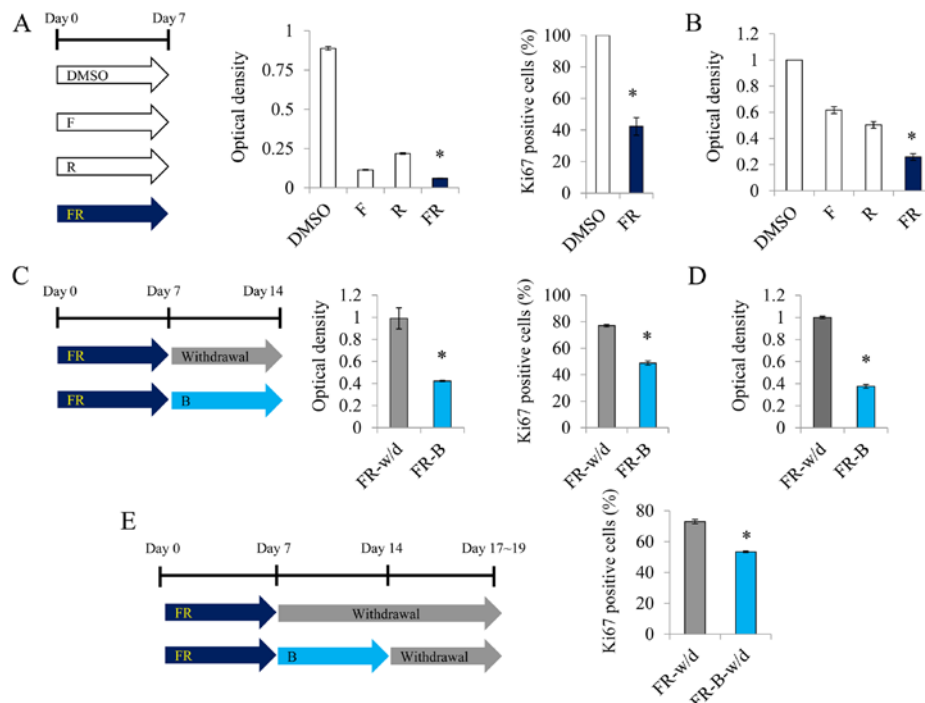 A
Day 0
Day 7
DMSO
F
R
FR
Optical density
1
0.75
0.5
0.25
0
*
DMSO
F
R
FR
Ki67 positive cells (%)
100
80
60
40
20
0
*
DMSO
FR
B
Optical density
1.2
1
0.8
0.6
0.4
0.2
0
*
DMSO
F
R
FR
C
Day 0
Day 7
Day 14
FR
Withdrawal
FR
B
Optical density
1.2
1
0.8
0.6
0.4
0.2
0
*
FR-w/d
FR-B
Ki67 positive cells (%)
100
80
60
40
20
0
*
FR-w/d
FR-B
D
Optical density
1.2
1
0.8
0.6
0.4
0.2
0
*
FR-w/d
FR-B
E
Day 0
Day 7
Day 14
Day 17~19
FR
Withdrawal
FR
B
Withdrawal
Ki67 positive cells (%)
80
60
40
20
0
*
FR-w/d
FR-B-w/d